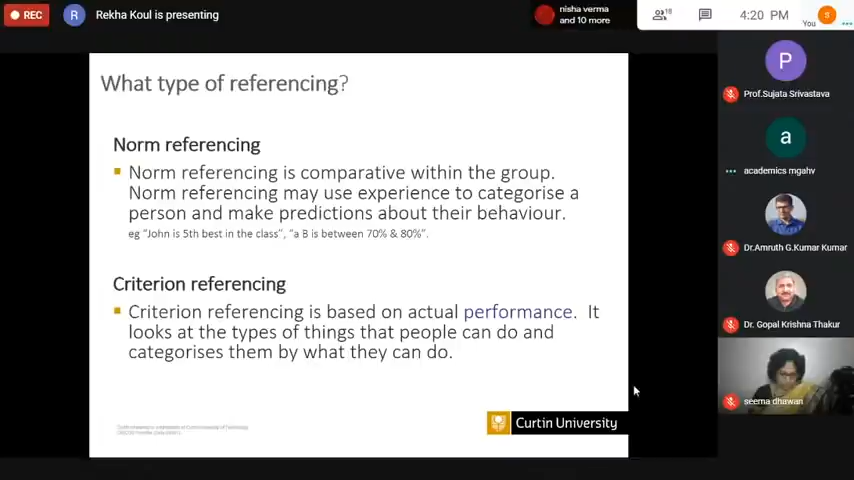 REC
R
Rekha Koul is presenting
nisha verma
and 10 more
18
4:20 PM
You
S
What type of referencing?
Norm referencing
Norm referencing is comparative within the group.
Norm referencing may use experience to categorise a
person and make predictions about their behaviour.
eg "John is 5th best in the class", "a B is between 70% & 80%".
Criterion referencing
Criterion referencing is based on actual performance. It
looks at the types of things that people can do and
categorises them by what they can do.
Curtin University
P
Prof.Sujata Srivastava
a
academics mgahv
Dr.Amruth G.Kumar Kumar
Dr. Gopal Krishna Thakur
seema dhawan